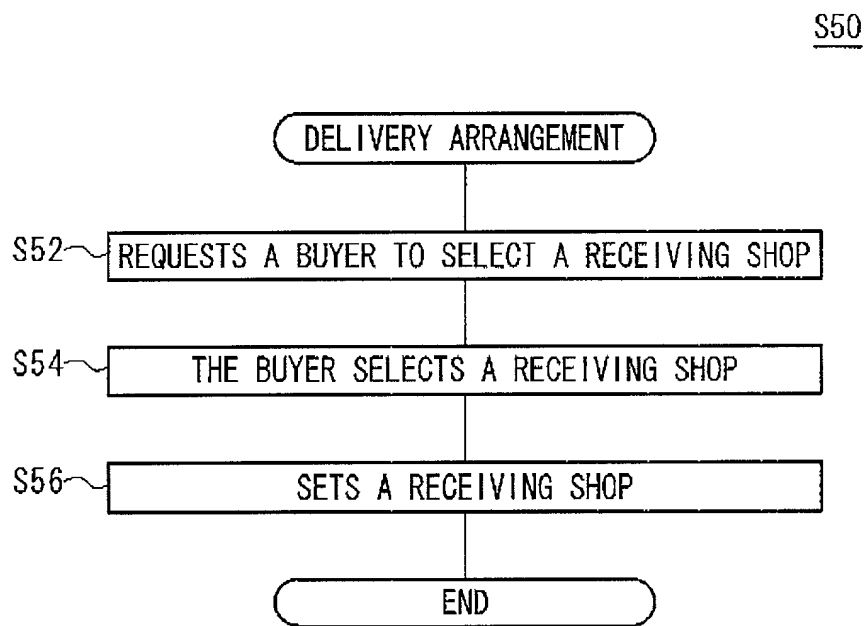 S50
DELIVERY ARRANGEMENT
S52 REQUESTS A BUYER TO SELECT A RECEIVING SHOP
S54 THE BUYER SELECTS A RECEIVING SHOP
S56 SETS A RECEIVING SHOP
END